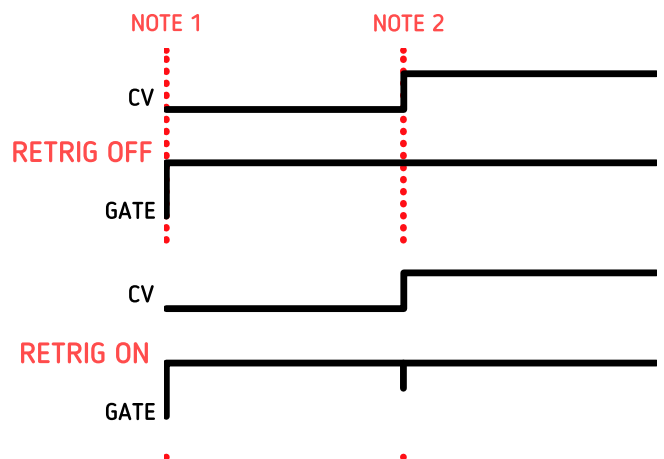 NOTE 1 NOTE 2
CV
RETRIG OFF
GATE
CV
RETRIG ON
GATE